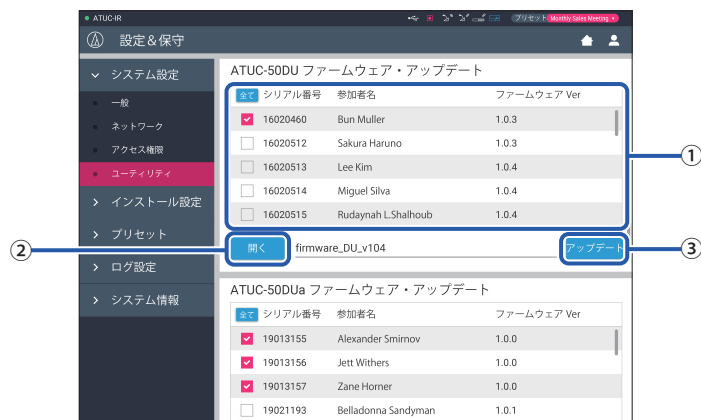 ATUC-IR
プリセット Monthly Sales Meeting
設定＆保守
システム設定
一般
ネットワーク
アクセス権限
ユーティリティ
インストール設定
プリセット
ログ設定
システム情報
ATUC-50DU ファームウェア・アップデート
全て シリアル番号 参加者名 ファームウェア Ver
16020460 Bun Muller 1.0.3
16020512 Sakura Haruno 1.0.3
16020513 Lee Kim 1.0.4
16020514 Miguel Silva 1.0.4
16020515 Rudaynah L.Shalhoub 1.0.4
①
② 開く firmware_DU_v104 アップデート ③
ATUC-50DUa ファームウェア・アップデート
全て シリアル番号 参加者名 ファームウェア Ver
19013155 Alexander Smirnov 1.0.0
19013156 Jett Withers 1.0.0
19013157 Zane Horner 1.0.0
19021193 Belladonna Sandyman 1.0.1